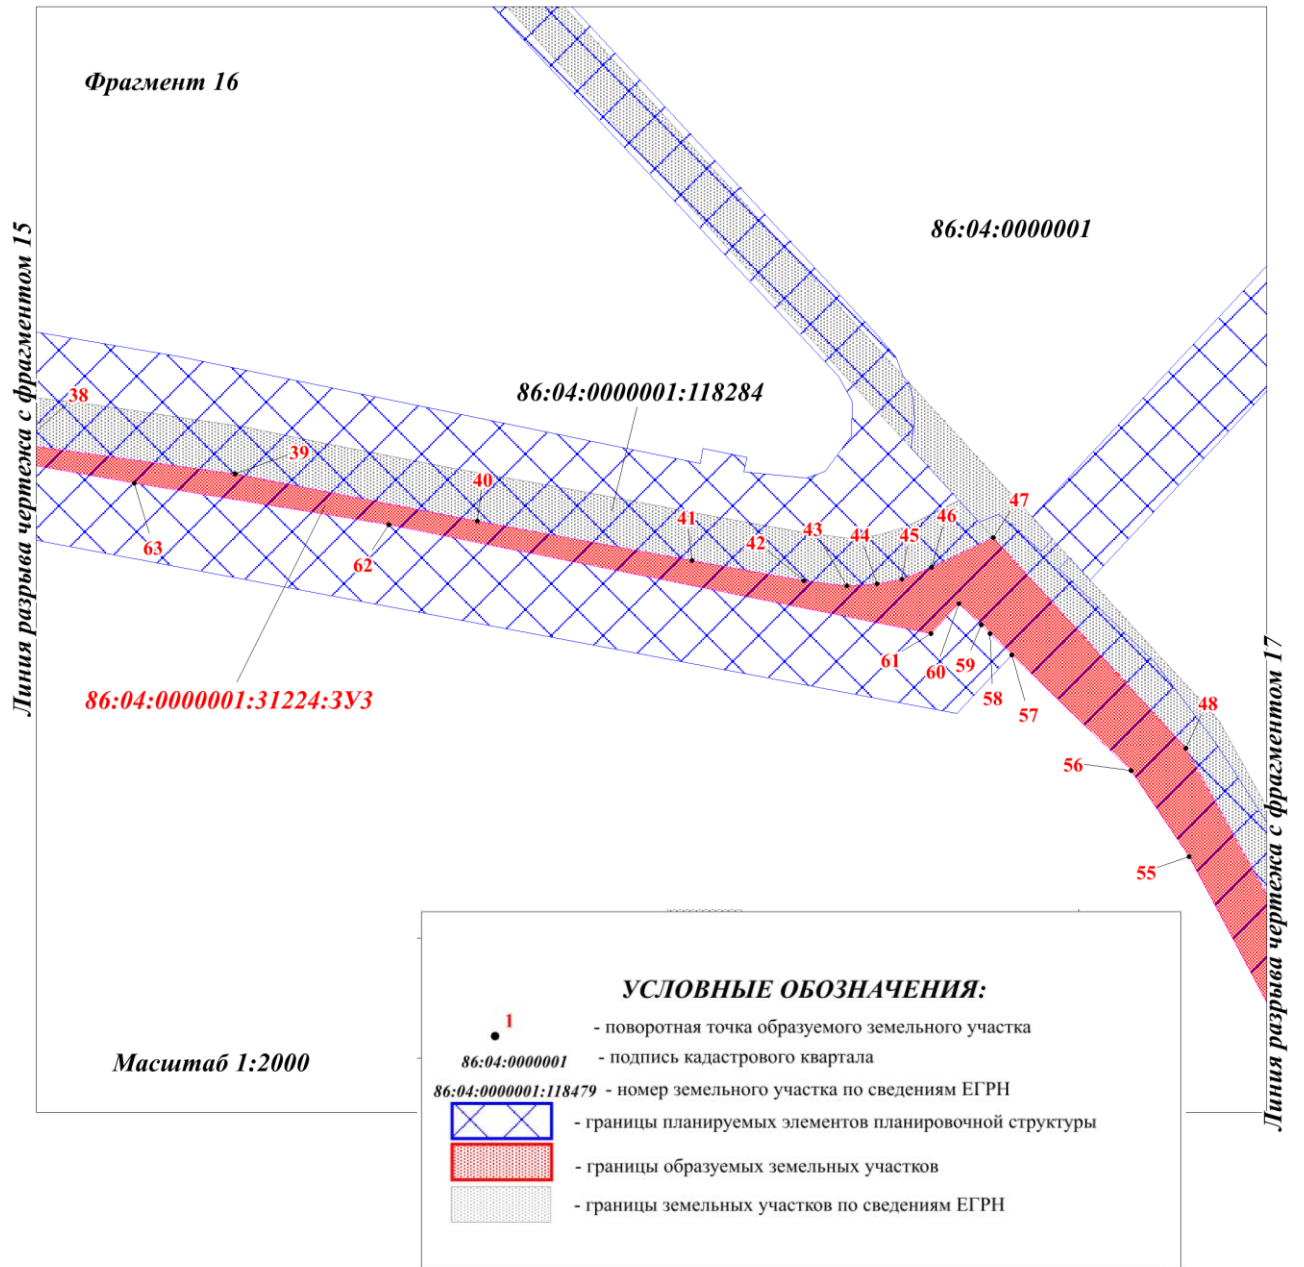 Фрагмент 16
86:04:0000001
Линия разрыва чертежа с фрагментом 15
86:04:0000001:118284
38
39
40
41
42
43
44
45
46
47
63
62
61
60
59
58
57
48
56
55
86:04:0000001:31224:ЗУ3
Линия разрыва чертежа с фрагментом 17
Масштаб 1:2000
УСЛОВНЫЕ ОБОЗНАЧЕНИЯ:
1 - поворотная точка образуемого земельного участка
86:04:0000001 - подпись кадастрового квартала
86:04:0000001:118479 - номер земельного участка по сведениям ЕГРН
- границы планируемых элементов планировочной структуры
- границы образуемых земельных участков
- границы земельных участков по сведениям ЕГРН